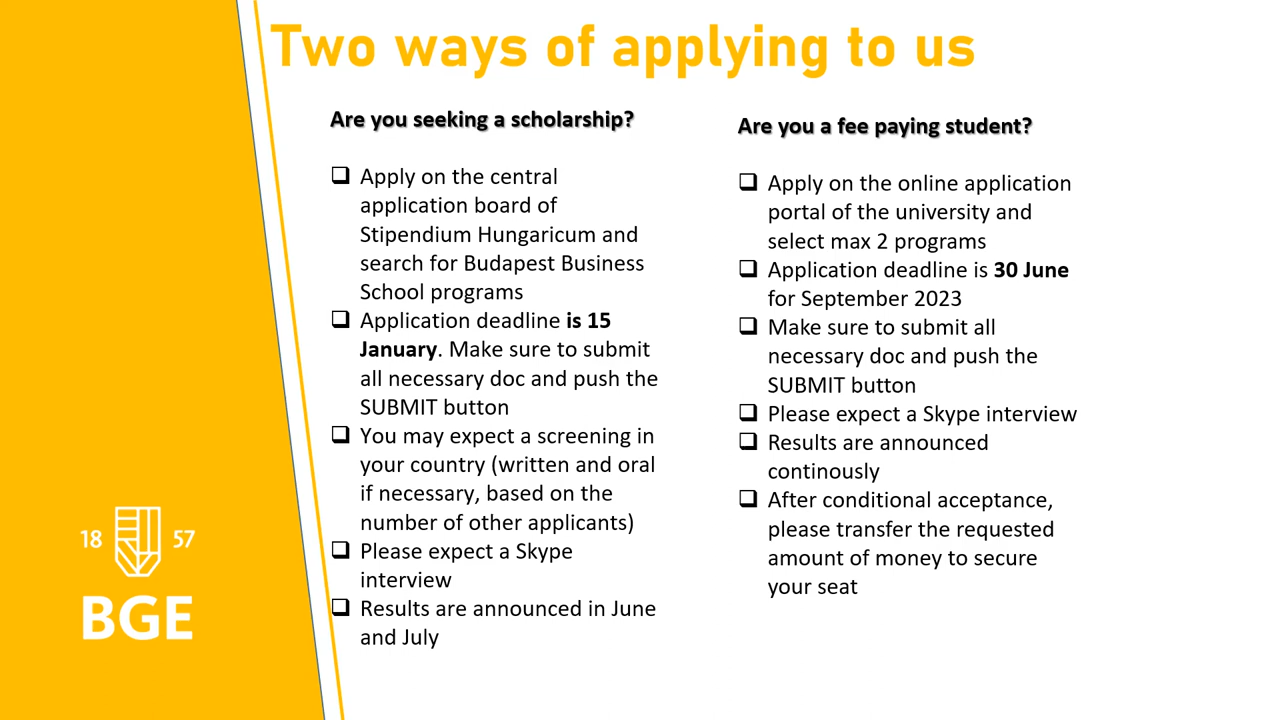 Two ways of applying to us
Are you seeking a scholarship?
❑ Apply on the central
application board of
Stipendium Hungaricum and
search for Budapest Business
School programs
❑ Application deadline is 15
January. Make sure to submit
all necessary doc and push the
SUBMIT button
❑ You may expect a screening in
your country (written and oral
if necessary, based on the
number of other applicants)
❑ Please expect a Skype
interview
❑ Results are announced in June
and July
Are you a fee paying student?
❑ Apply on the online application
portal of the university and
select max 2 programs
❑ Application deadline is 30 June
for September 2023
❑ Make sure to submit all
necessary doc and push the
SUBMIT button
❑ Please expect a Skype interview
❑ Results are announced
continously
❑ After conditional acceptance,
please transfer the requested
amount of money to secure
your seat
18 57
BGE